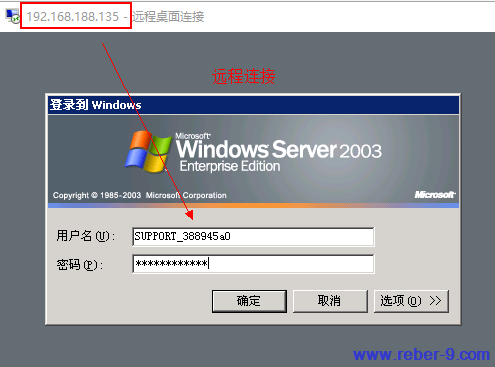 192.168.188.135 - 远程桌面连接
远程连接
登录到 Windows
Microsoft
Windows Server 2003
Enterprise Edition
Copyright © 1985-2003 Microsoft Corporation
Microsoft
用户名(U): SUPPORT_388945a0
密码(P): ************
确定 取消 选项(O) >>
www.reber-9.com